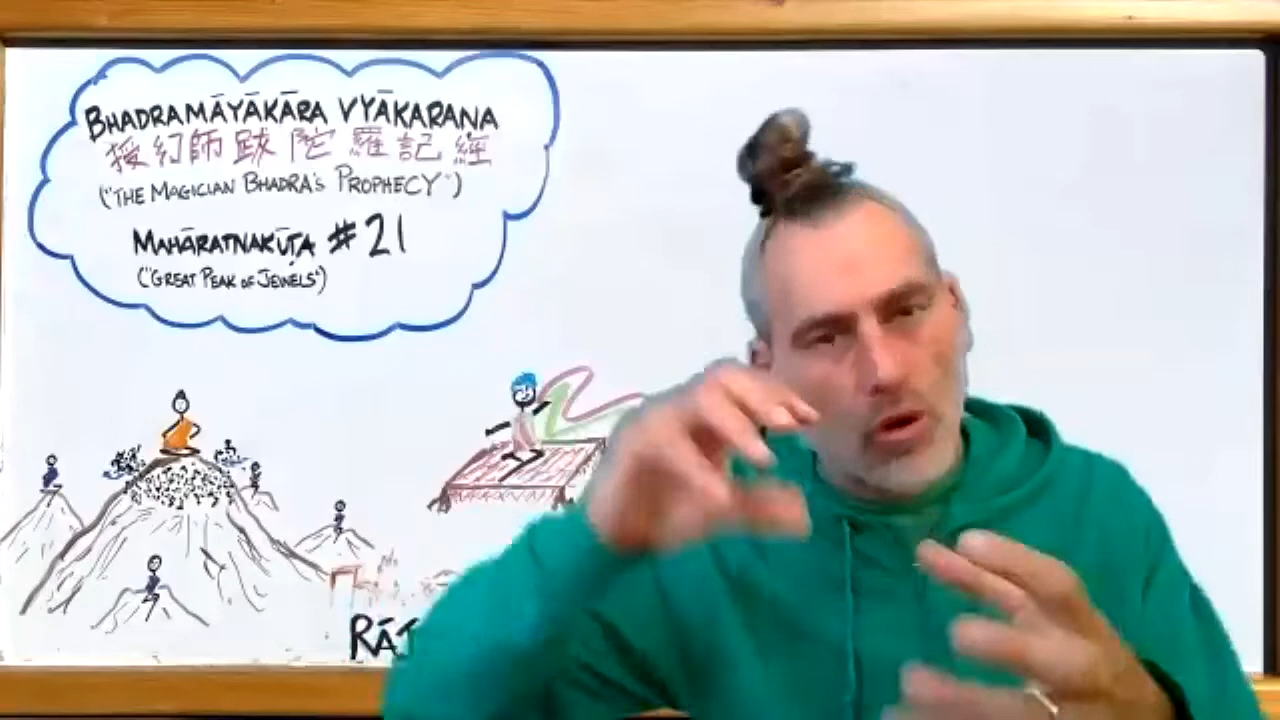 BHADRAMĀYĀKĀRA VYĀKARANA
授幻師跋陀羅記經
("THE MAGICIAN BHADRA'S PROPHECY")
MAHĀRATNAKŪṬA #21
("GREAT PEAK OF JEWELS")